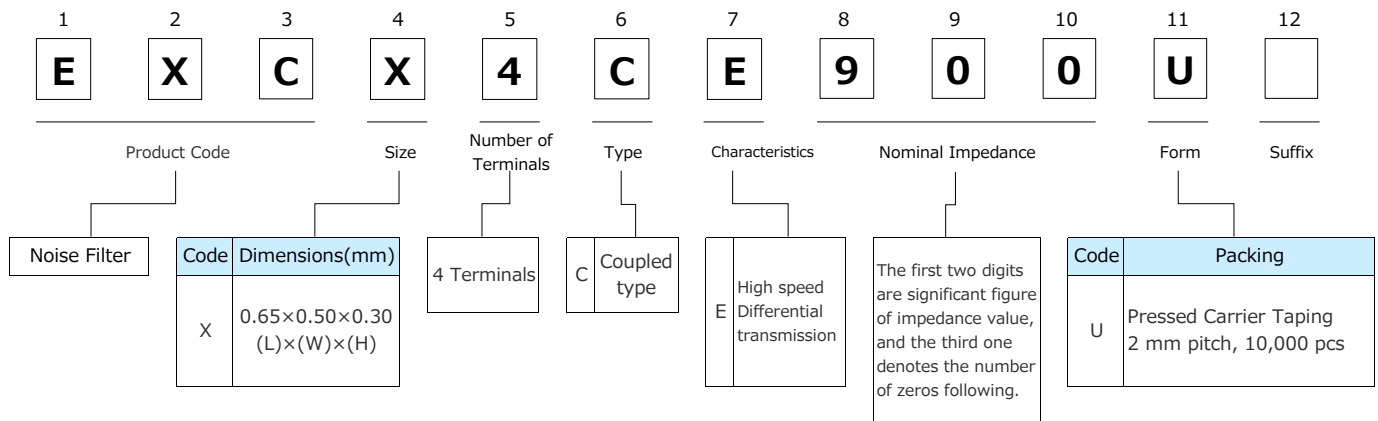 1 2 3 4 5 6 7 8 9 10 11 12
E X C X 4 C E 9 0 0 U
Product Code
Size
Number of
Terminals
Type
Characteristics
Nominal Impedance
Form
Suffix
Noise Filter
Code Dimensions(mm)
X
0.65×0.50×0.30
(L)×(W)×(H)
4 Terminals
C
Coupled
type
E
High speed
Differential
transmission
The first two digits
are significant figure
of impedance value,
and the third one
denotes the number
of zeros following.
Code Packing
U
Pressed Carrier Taping
2 mm pitch, 10,000 pcs